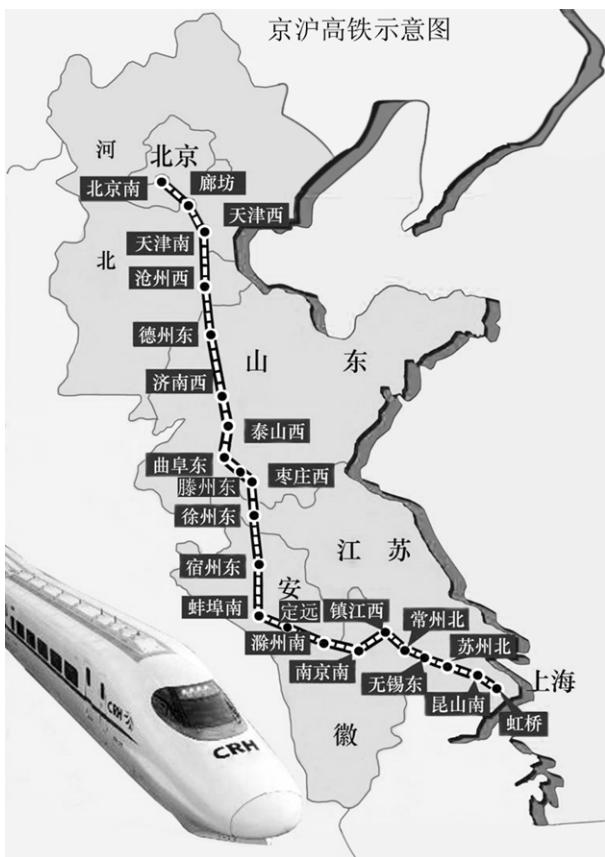 京沪高铁示意图
河
北京
北京南
廊坊
天津西
天津南
北
沧州西
德州东
山东
济南西
泰山西
曲阜东
枣庄西
滕州东
徐州东
江苏
宿州东
安
蚌埠南
定远
镇江西
常州北
滁州南
苏州北
南京南
无锡东
上海
昆山南
虹桥
徽
CRH
CRH